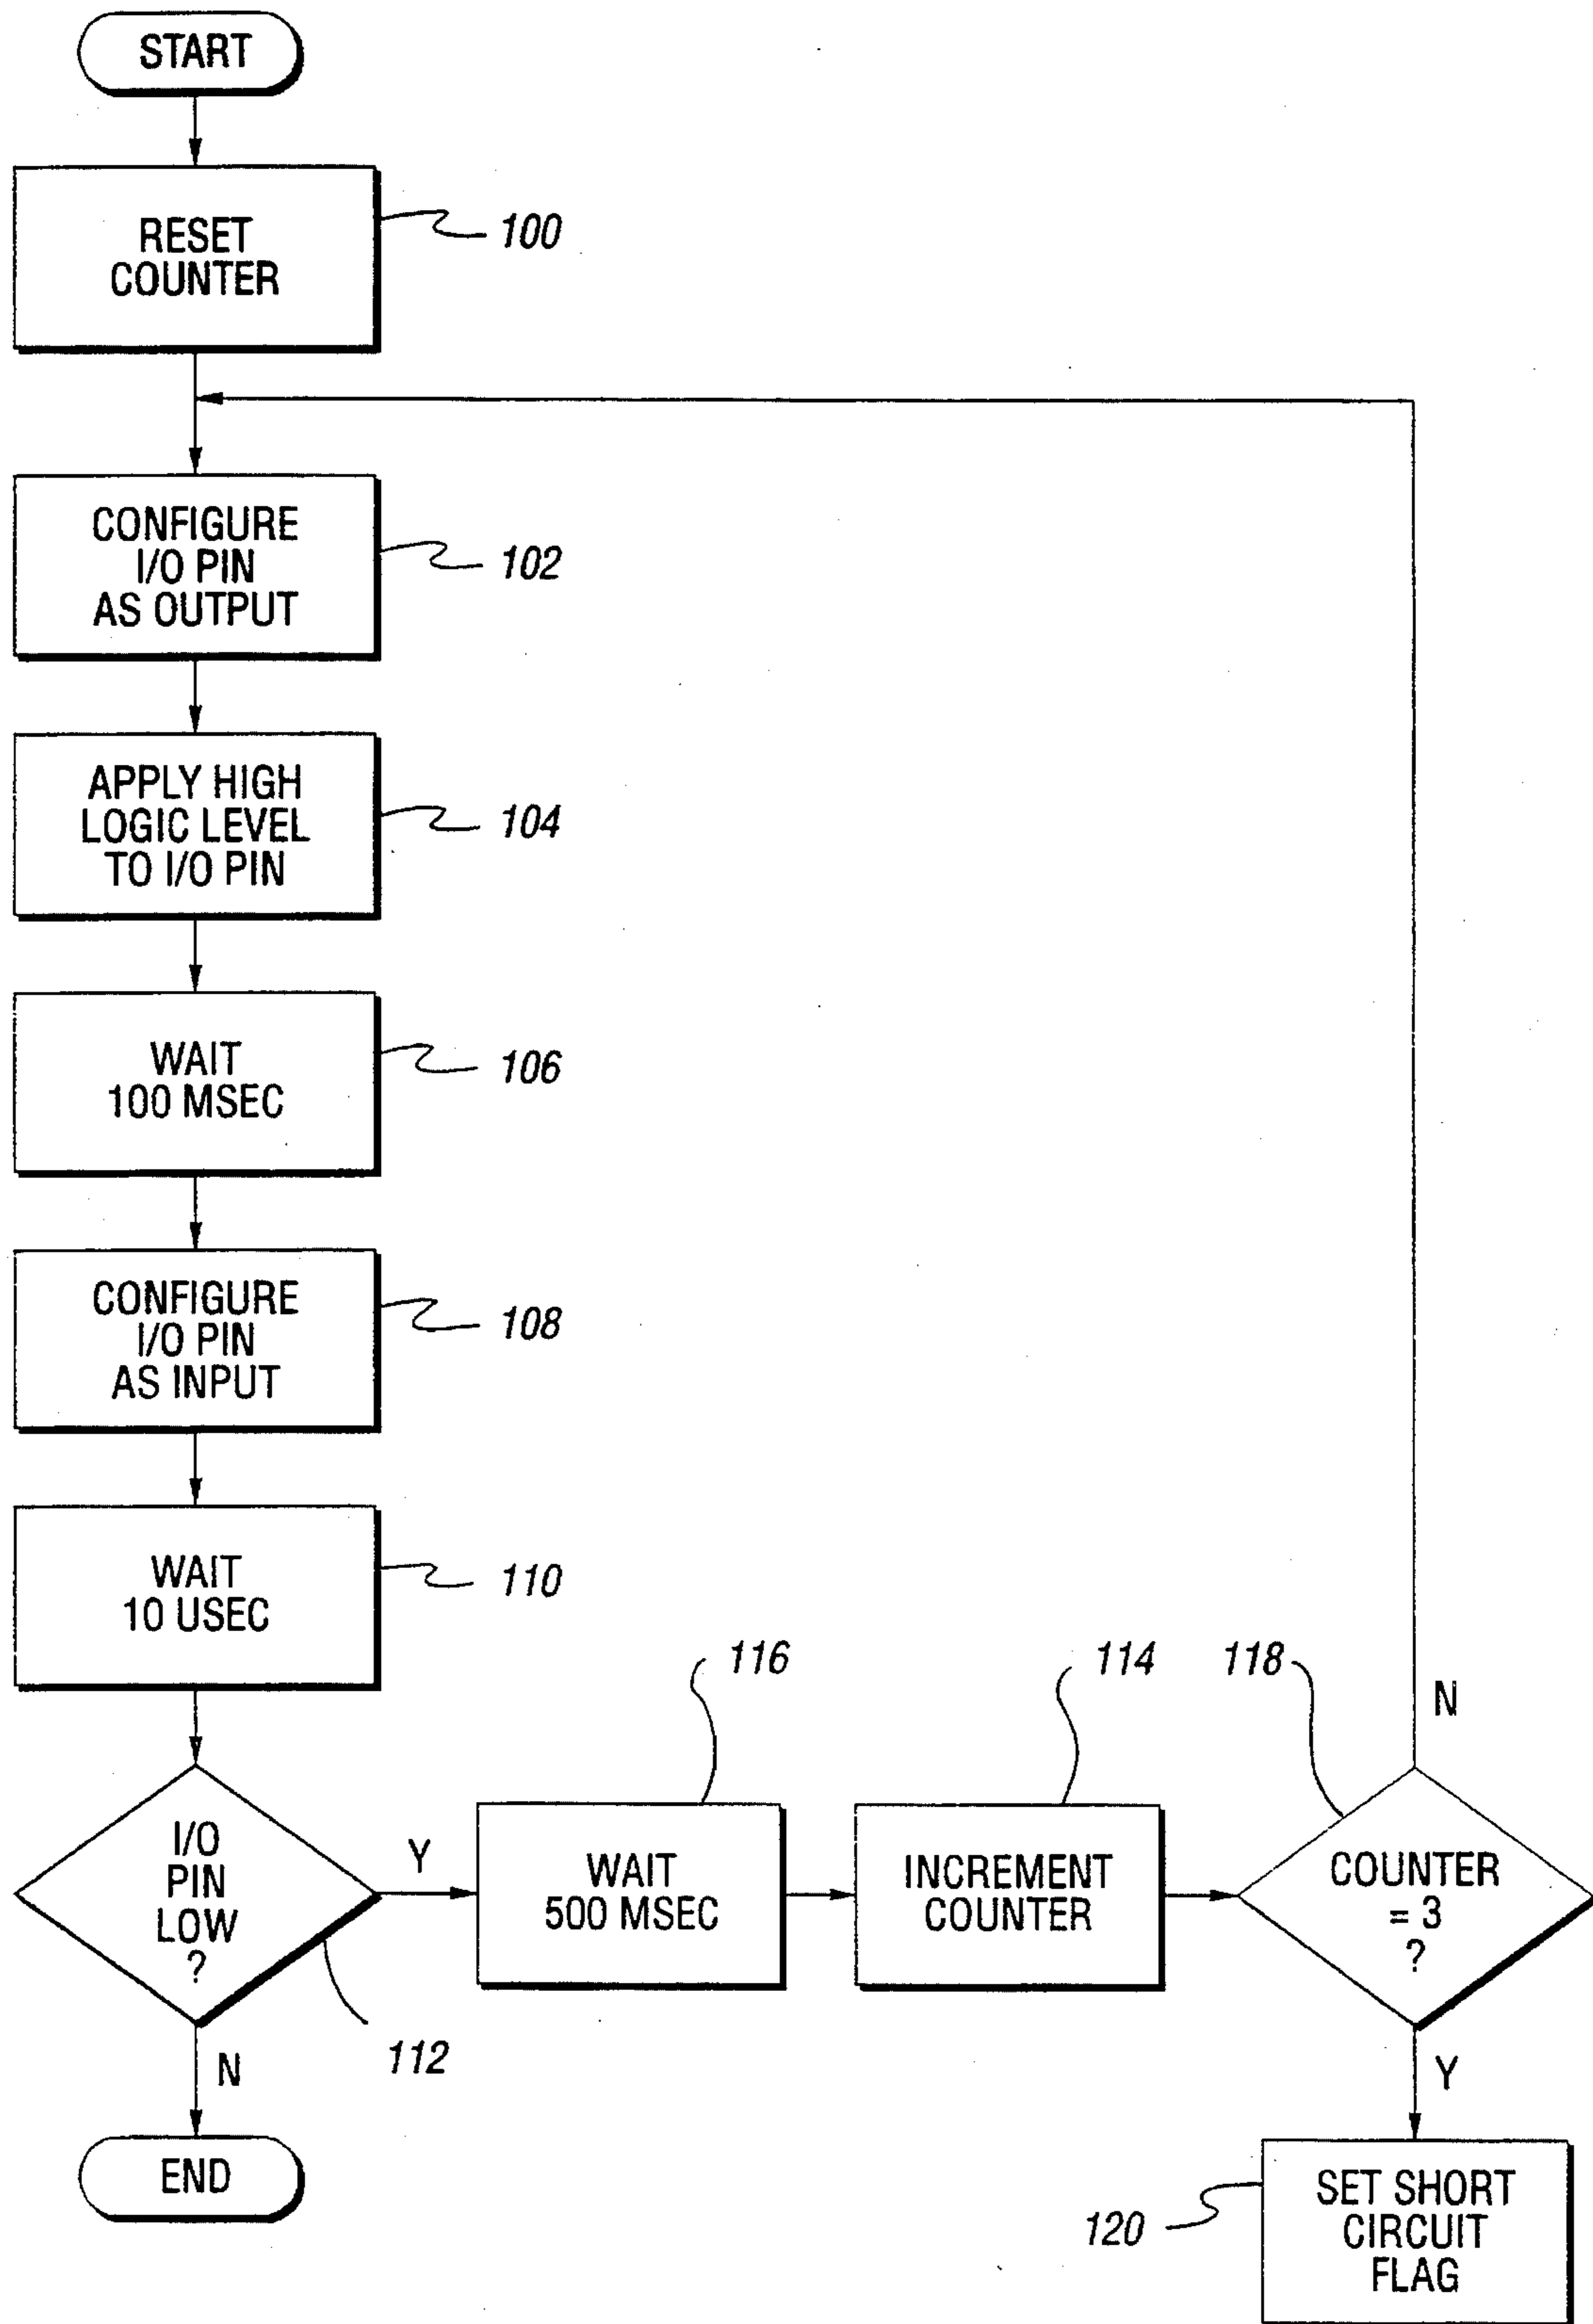 START
RESET
COUNTER
100
CONFIGURE
I/O PIN
AS OUTPUT
102
APPLY HIGH
LOGIC LEVEL
TO I/O PIN
104
WAIT
100 MSEC
106
CONFIGURE
I/O PIN
AS INPUT
108
WAIT
10 USEC
110
I/O
PIN
LOW
?
112
Y
N
END
116
WAIT
500 MSEC
114
INCREMENT
COUNTER
118
COUNTER
= 3
?
N
Y
120
SET SHORT
CIRCUIT
FLAG